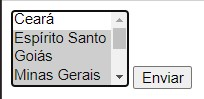 Ceará
Espírito Santo
Goiás
Minas Gerais
Enviar